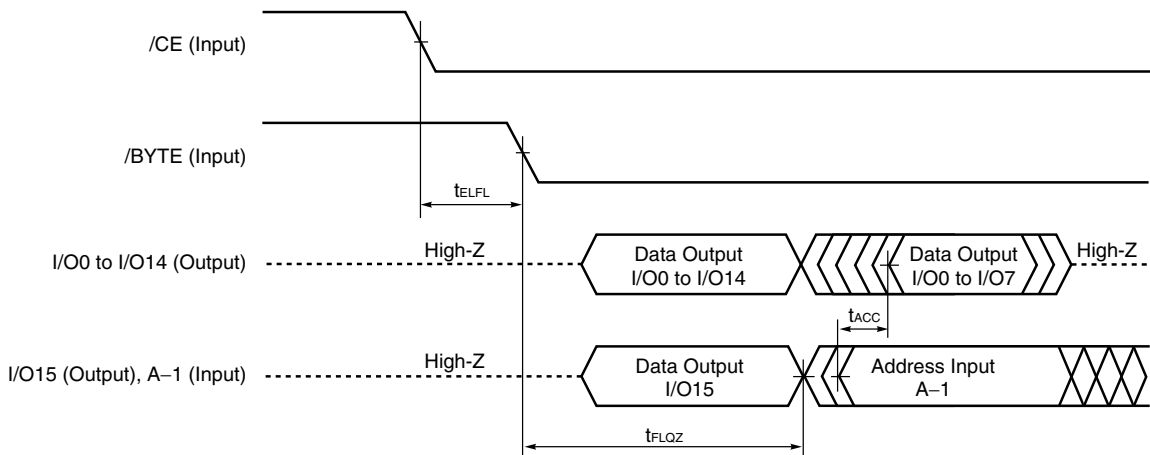 /CE (Input)
/BYTE (Input)
tELFL
I/O0 to I/O14 (Output)
High-Z
Data Output
I/O0 to I/O14
Data Output
I/O0 to I/O7
High-Z
tACC
I/O15 (Output), A−1 (Input)
High-Z
Data Output
I/O15
Address Input
A−1
tFLQZ